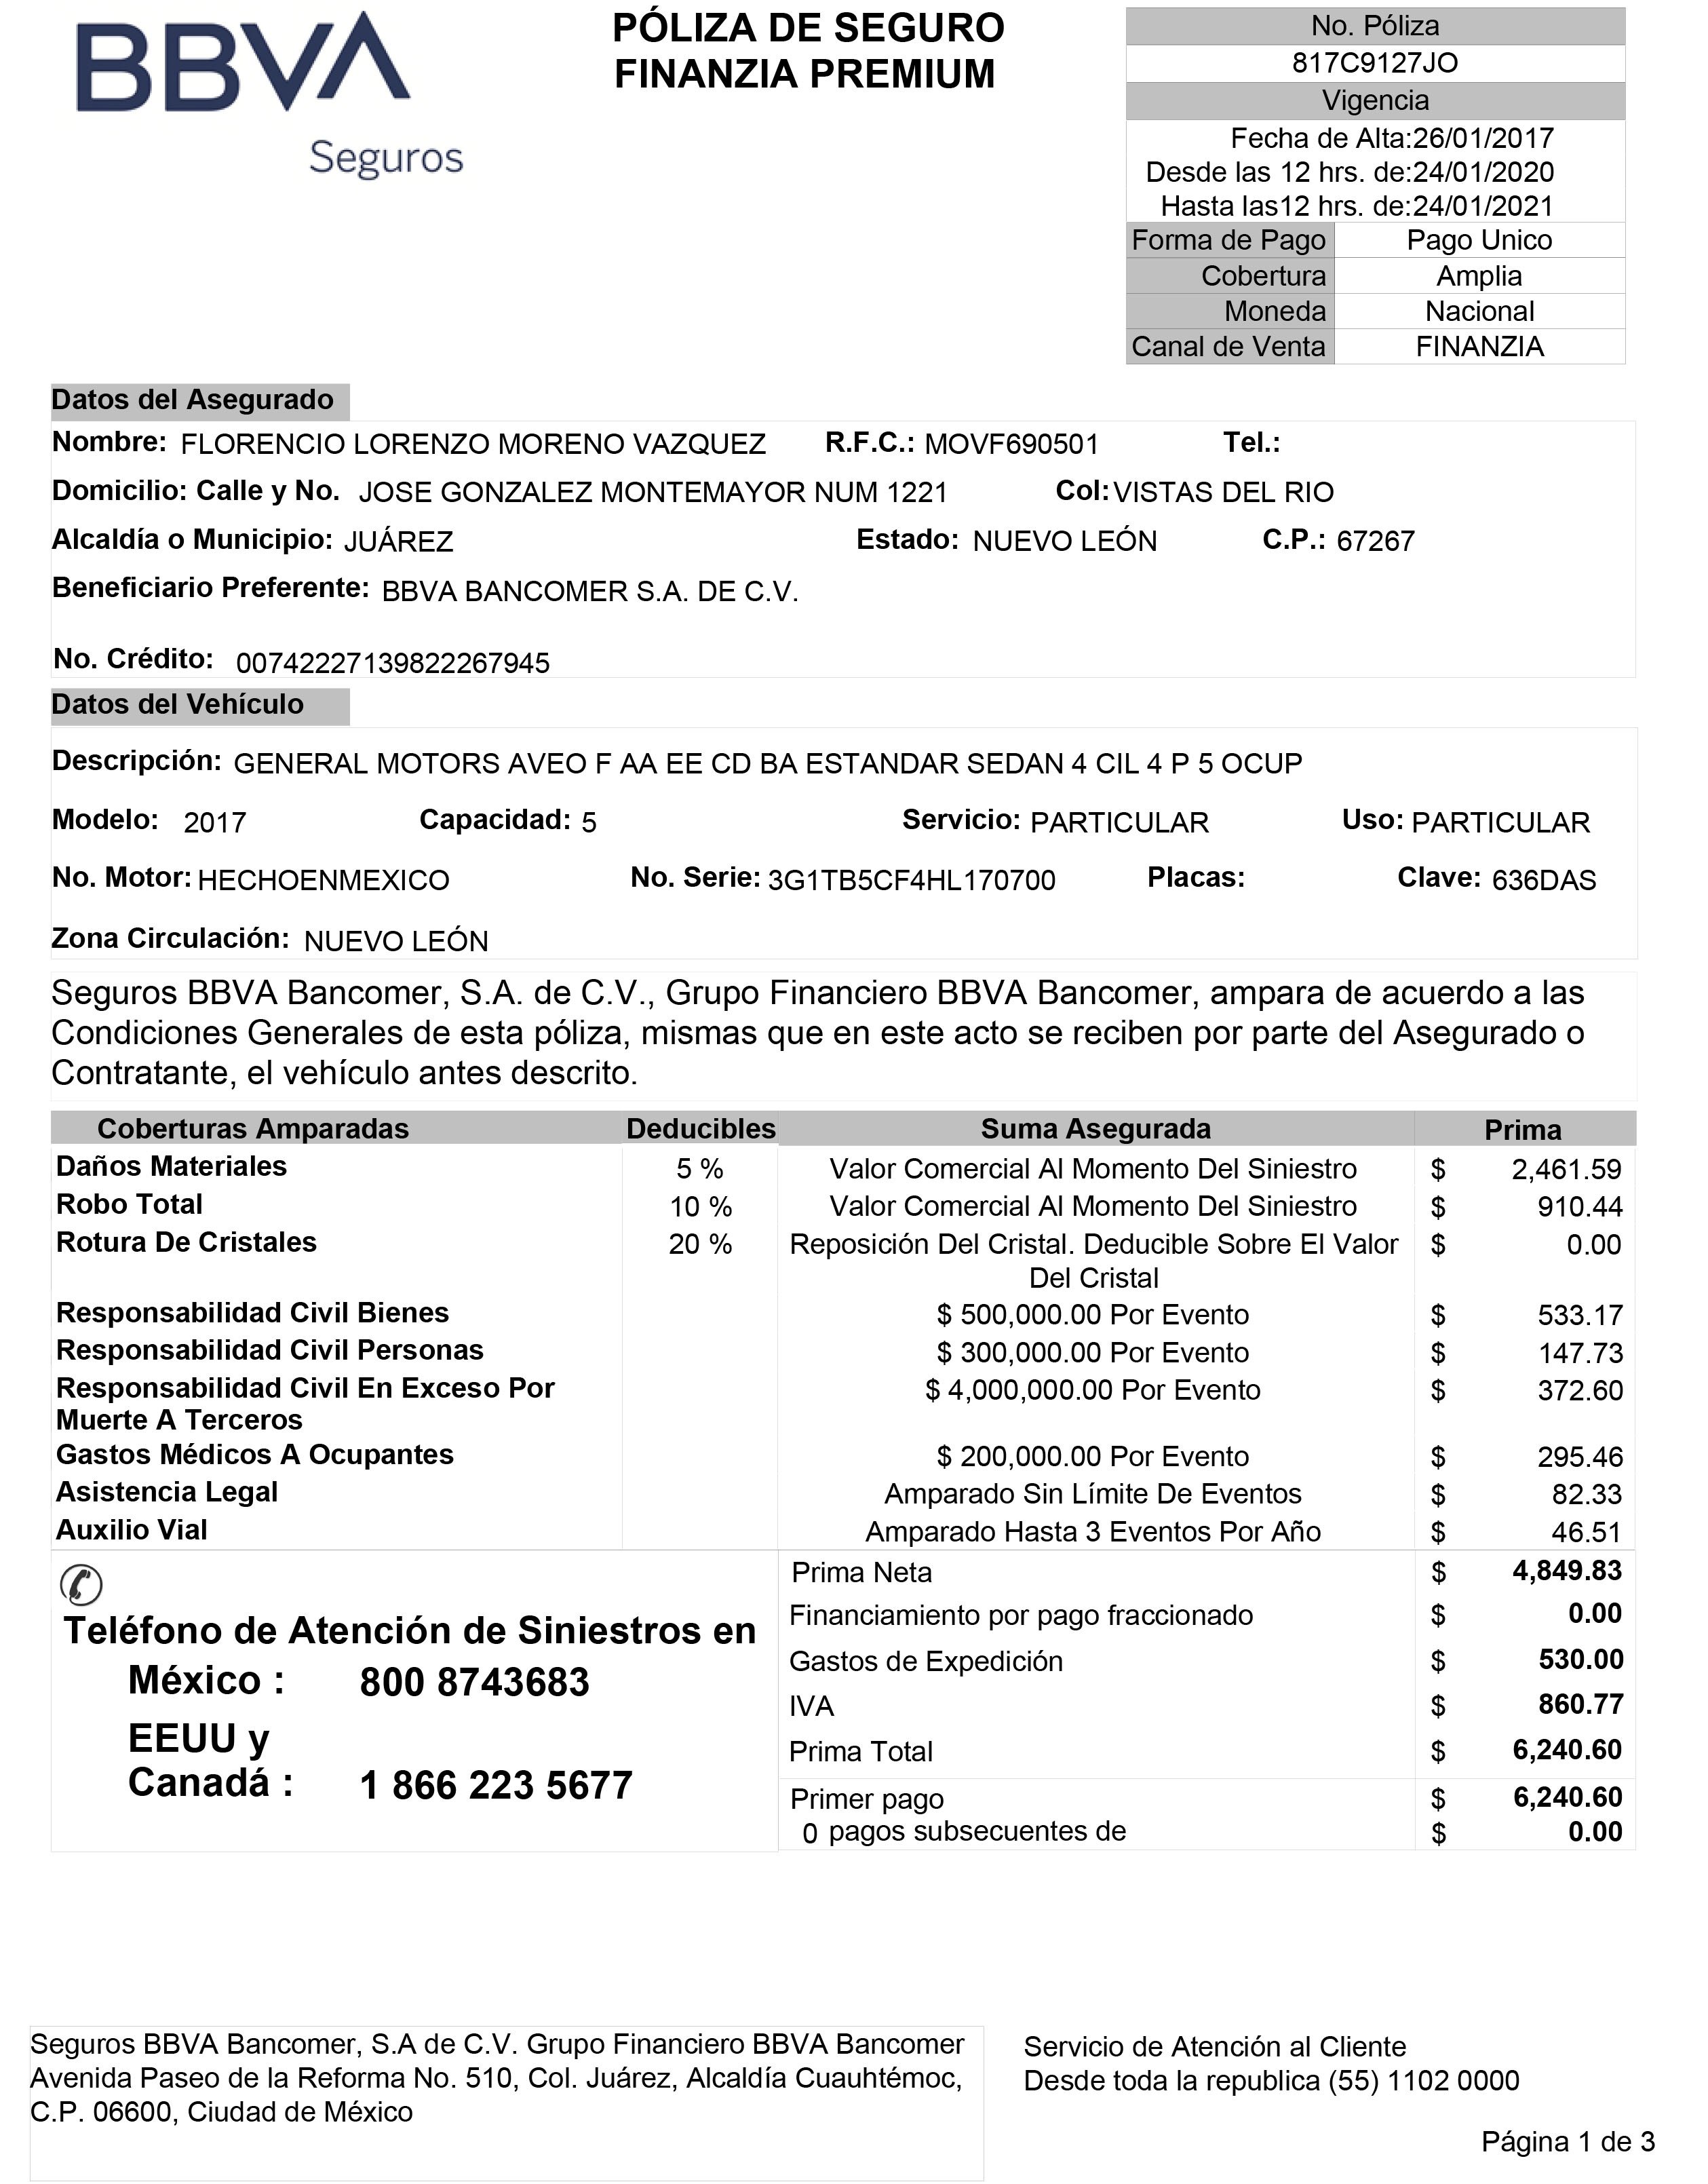 BBVA
Seguros
PÓLIZA DE SEGURO
FINANZIA PREMIUM
No. Póliza
817C9127JO
Vigencia
Fecha de Alta:26/01/2017
Desde las 12 hrs. de:24/01/2020
Hasta las12 hrs. de:24/01/2021
Forma de Pago Pago Unico
Cobertura Amplia
Moneda Nacional
Canal de Venta FINANZIA
Datos del Asegurado
Nombre: FLORENCIO LORENZO MORENO VAZQUEZ R.F.C.: MOVF690501 Tel.:
Domicilio: Calle y No. JOSE GONZALEZ MONTEMAYOR NUM 1221 Col: VISTAS DEL RIO
Alcaldía o Municipio: JUÁREZ Estado: NUEVO LEÓN C.P.: 67267
Beneficiario Preferente: BBVA BANCOMER S.A. DE C.V.
No. Crédito: 00742227139822267945
Datos del Vehículo
Descripción: GENERAL MOTORS AVEO F AA EE CD BA ESTANDAR SEDAN 4 CIL 4 P 5 OCUP
Modelo: 2017 Capacidad: 5 Servicio: PARTICULAR Uso: PARTICULAR
No. Motor: HECHOENMEXICO No. Serie: 3G1TB5CF4HL170700 Placas: Clave: 636DAS
Zona Circulación: NUEVO LEÓN
Seguros BBVA Bancomer, S.A. de C.V., Grupo Financiero BBVA Bancomer, ampara de acuerdo a las
Condiciones Generales de esta póliza, mismas que en este acto se reciben por parte del Asegurado o
Contratante, el vehículo antes descrito.
Coberturas Amparadas Deducibles Suma Asegurada Prima
Daños Materiales 5 % Valor Comercial Al Momento Del Siniestro $ 2,461.59
Robo Total 10 % Valor Comercial Al Momento Del Siniestro $ 910.44
Rotura De Cristales 20 % Reposición Del Cristal. Deducible Sobre El Valor $ 0.00
Del Cristal
Responsabilidad Civil Bienes $ 500,000.00 Por Evento $ 533.17
Responsabilidad Civil Personas $ 300,000.00 Por Evento $ 147.73
Responsabilidad Civil En Exceso Por $ 4,000,000.00 Por Evento $ 372.60
Muerte A Terceros
Gastos Médicos A Ocupantes $ 200,000.00 Por Evento $ 295.46
Asistencia Legal Amparado Sin Límite De Eventos $ 82.33
Auxilio Vial Amparado Hasta 3 Eventos Por Año $ 46.51
Teléfono de Atención de Siniestros en
México : 800 8743683
EEUU y
Canadá : 1 866 223 5677
Prima Neta $ 4,849.83
Financiamiento por pago fraccionado $ 0.00
Gastos de Expedición $ 530.00
IVA $ 860.77
Prima Total $ 6,240.60
Primer pago $ 6,240.60
0 pagos subsecuentes de $ 0.00
Seguros BBVA Bancomer, S.A de C.V. Grupo Financiero BBVA Bancomer
Avenida Paseo de la Reforma No. 510, Col. Juárez, Alcaldía Cuauhtémoc,
C.P. 06600, Ciudad de México
Servicio de Atención al Cliente
Desde toda la republica (55) 1102 0000
Página 1 de 3